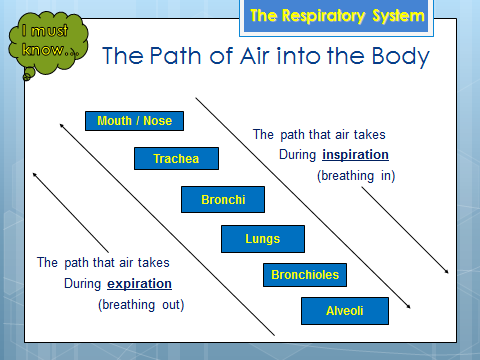 The Respiratory System
I must
know...
The Path of Air into the Body
Mouth / Nose
Trachea
Bronchi
Lungs
Bronchioles
Alveoli
The path that air takes
During inspiration
(breathing in)
The path that air takes
During expiration
(breathing out)